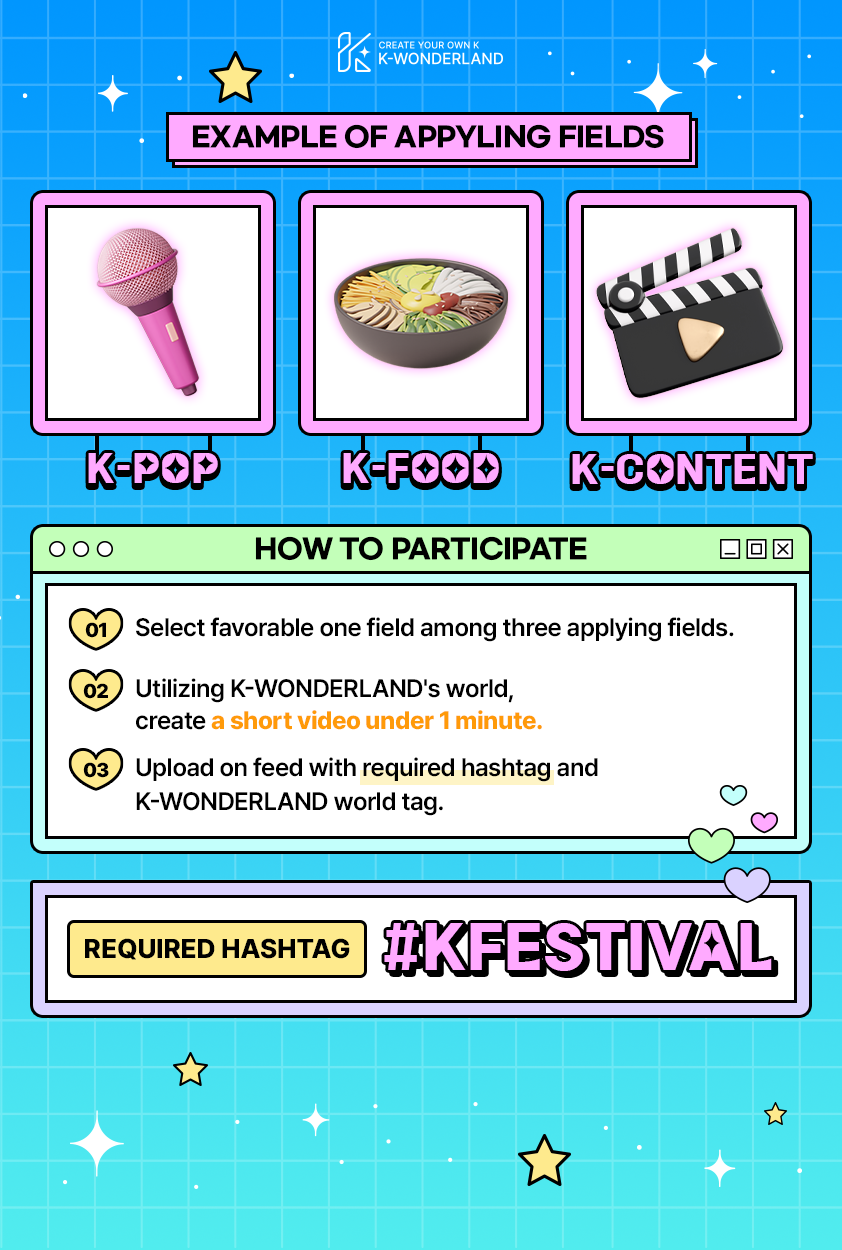 CREATE YOUR OWN K
K-WONDERLAND
EXAMPLE OF APPYLING FIELDS
K-POP
K-FOOD
K-CONTENT
HOW TO PARTICIPATE
01
Select favorable one field among three applying fields.
02
Utilizing K-WONDERLAND's world,
create a short video under 1 minute.
03
Upload on feed with required hashtag and
K-WONDERLAND world tag.
REQUIRED HASHTAG
#KFESTIVAL